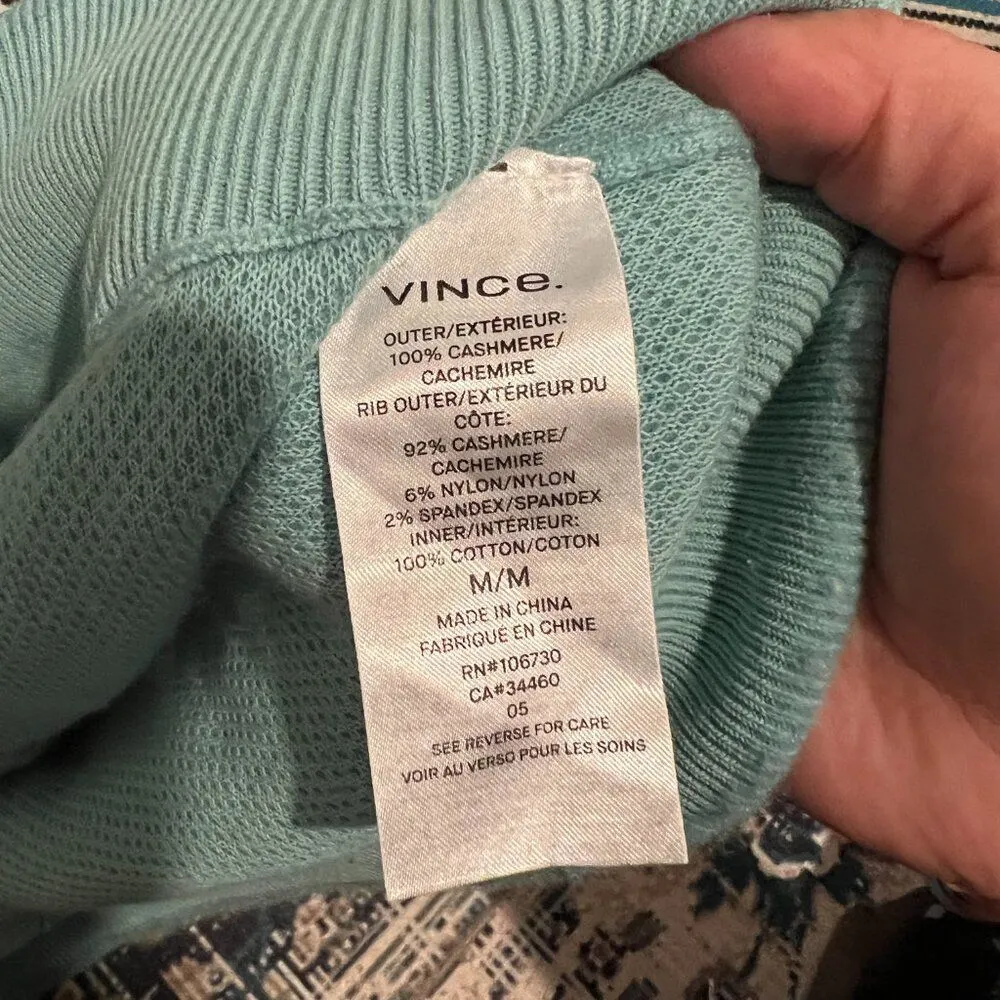 VINCE.
OUTER/EXTÉRIEUR:
100% CASHMERE/
CACHEMIRE
RIB OUTER/EXTÉRIEUR DU
CÔTE:
92% CASHMERE/
CACHEMIRE
6% NYLON/NYLON
2% SPANDEX/SPANDEX
INNER/INTÉRIEUR:
100% COTTON/COTON
M/M
MADE IN CHINA
FABRIQUÉ EN CHINE
RN#106730
CA#34460
05
SEE REVERSE FOR CARE
VOIR AU VERSO POUR LES SOINS